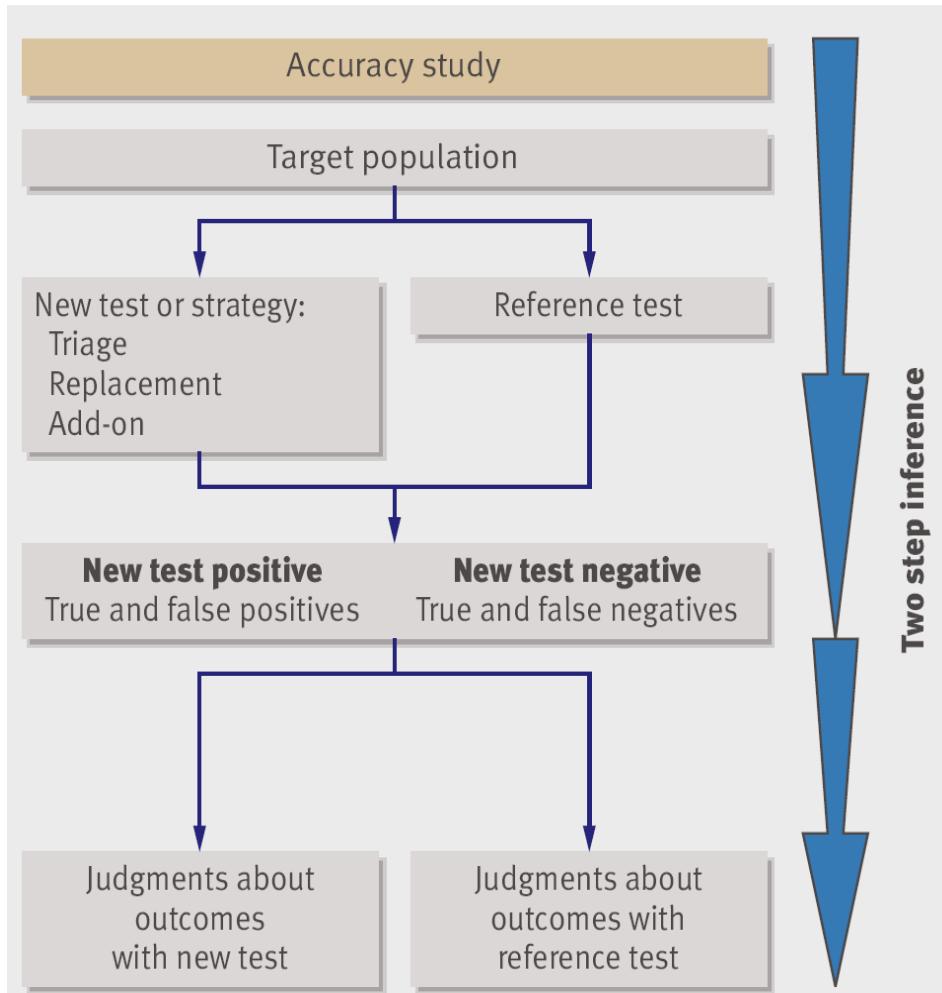 Accuracy study
Target population
New test or strategy:
Triage
Replacement
Add-on
Reference test
New test positive
True and false positives
New test negative
True and false negatives
Judgments about
outcomes
with new test
Judgments about
outcomes with
reference test
Two step inference